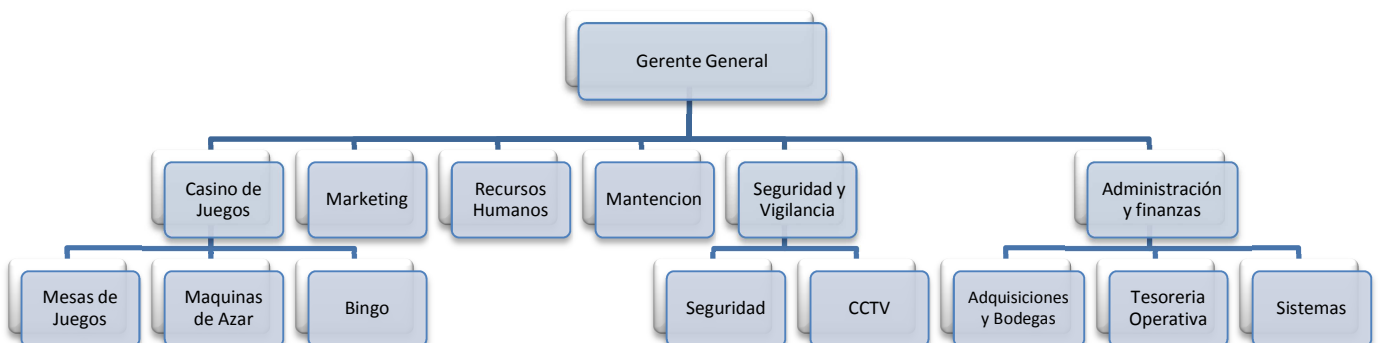 Gerente General
Casino de
Juegos
Marketing
Recursos
Humanos
Mantencion
Seguridad y
Vigilancia
Administración
y finanzas
Mesas de
Juegos
Maquinas
de Azar
Bingo
Seguridad
CCTV
Adquisiciones
y Bodegas
Tesoreria
Operativa
Sistemas